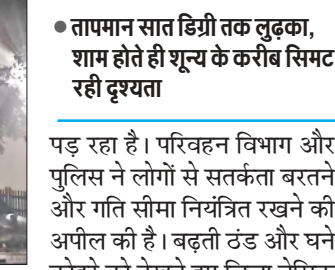 ● तापमान सात डिग्री तक लुढ़का,
शाम होते ही शून्य के करीब सिमट
रही दृश्यता
पड़ रहा है। परिवहन विभाग और
पुलिस ने लोगों से सतर्कता बरतने
और गति सीमा नियंत्रित रखने की
अपील की है। बढ़ती ठंड और घने